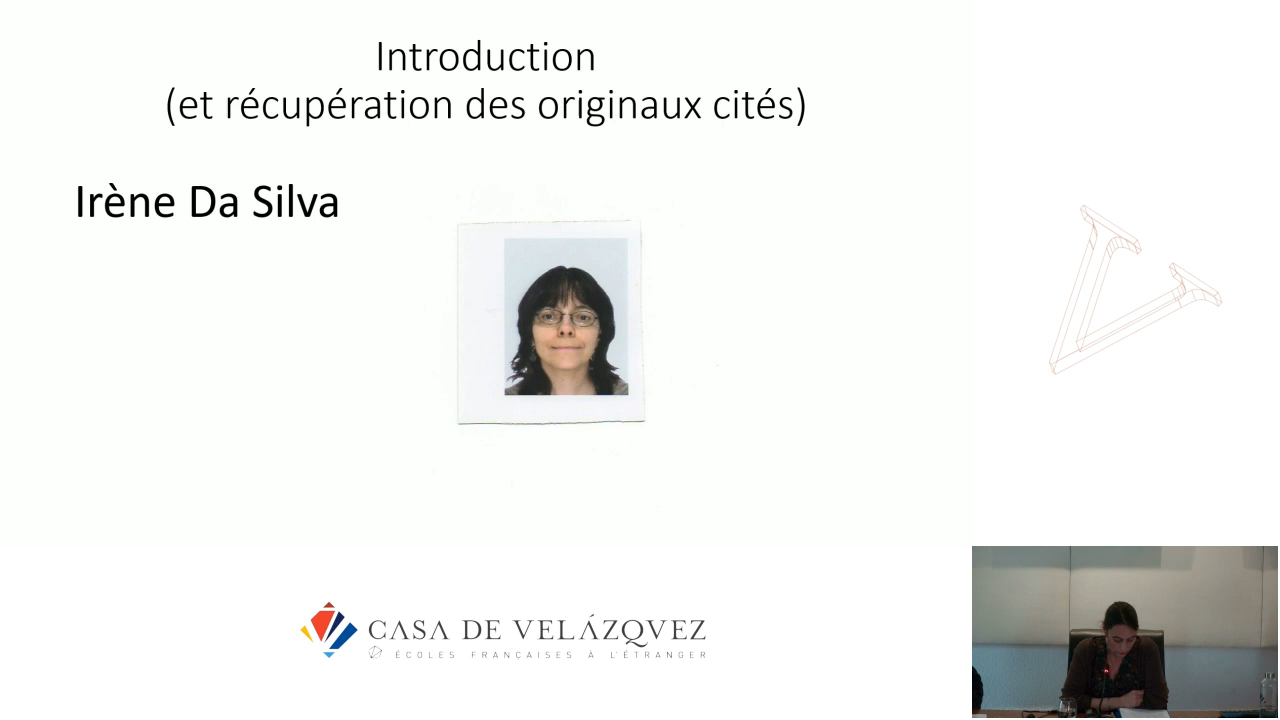 Introduction
(et récupération des originaux cités)
Irène Da Silva
CASA DE VELÁZQVEZ
ÉCOLES FRANÇAISES À L'ÉTRANGER